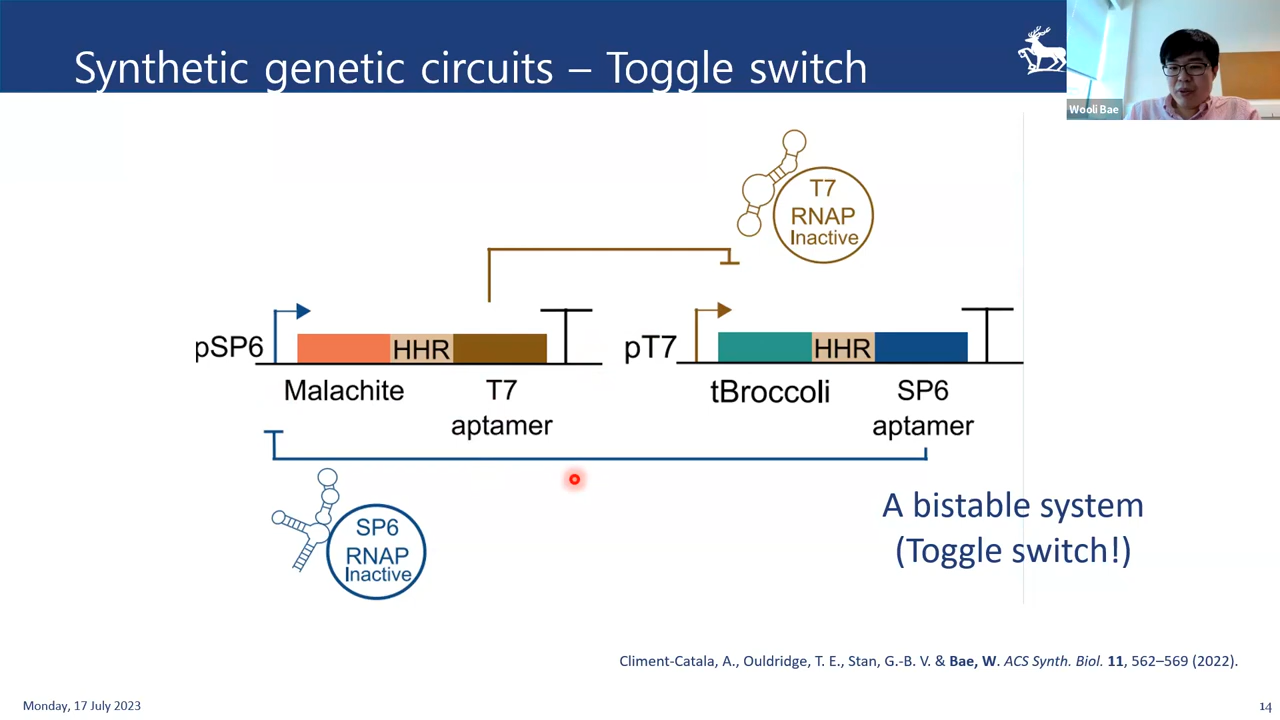 Synthetic genetic circuits – Toggle switch
Wooli Bae
T7
RNAP
Inactive
pSP6
HHR
pT7
HHR
Malachite
T7
aptamer
tBroccoli
SP6
aptamer
SP6
RNAP
Inactive
A bistable system
(Toggle switch!)
Climent-Catala, A., Ouldridge, T. E., Stan, G.-B. V. & Bae, W. ACS Synth. Biol. 11, 562–569 (2022).
Monday, 17 July 2023
14